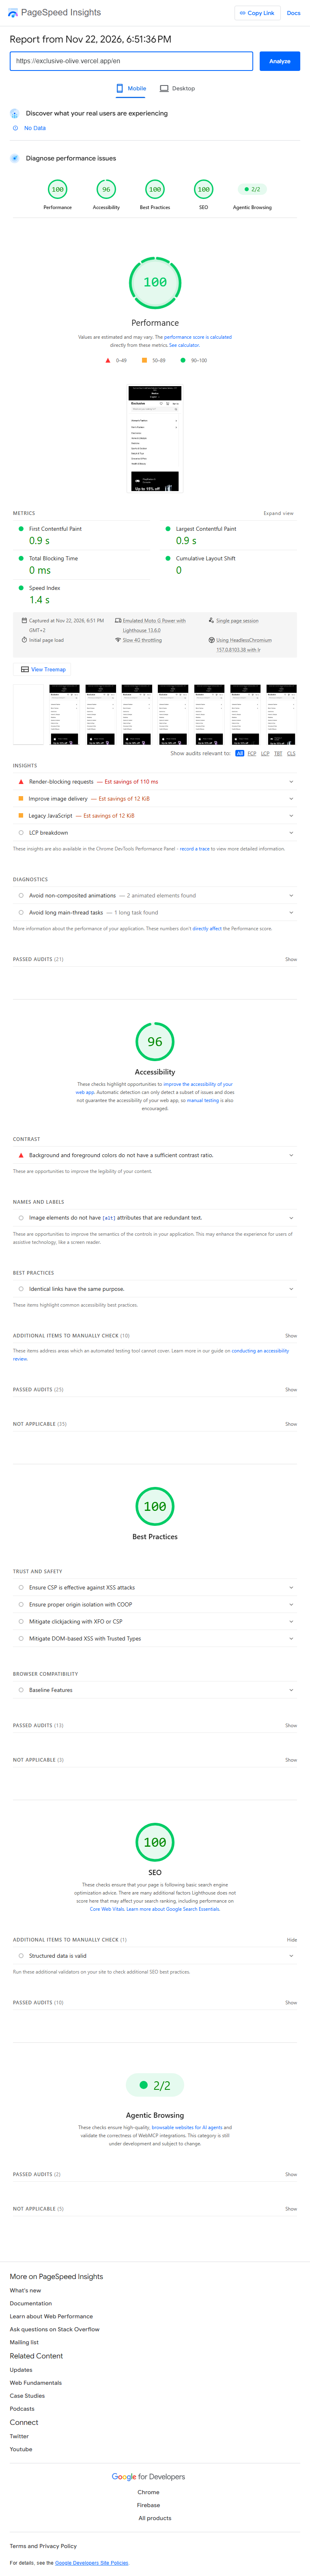 PageSpeed Insights
Copy Link
Docs
Report from Nov 22, 2026, 6:51:36 PM
https://exclusive-olive.vercel.app/en
Analyze
Mobile
Desktop
Discover what your real users are experiencing
No Data
Diagnose performance issues
100
96
100
100
2/2
Performance
Accessibility
Best Practices
SEO
Agentic Browsing
100
Performance
Values are estimated and may vary. The performance score is calculated
directly from these metrics. See calculator.
0–49
50–89
90–100
Up to 15% off
METRICS
Expand view
First Contentful Paint
0.9 s
Largest Contentful Paint
0.9 s
Total Blocking Time
0 ms
Cumulative Layout Shift
0
Speed Index
1.4 s
Captured at Nov 22, 2026, 6:51 PM
GMT+2
Emulated Moto G Power with
Lighthouse 13.6.0
Single page session
Initial page load
Slow 4G throttling
Using HeadlessChromium
with lr
View Treemap
Show audits relevant to: All FCP LCP TBT CLS
INSIGHTS
Render-blocking requests — Est savings of 110 ms
Improve image delivery — Est savings of 12 KiB
Legacy JavaScript — Est savings of 12 KiB
LCP breakdown
These insights are also available in the Chrome DevTools Performance Panel - record a trace to view more detailed information.
DIAGNOSTICS
Avoid non-composited animations — 2 animated elements found
Avoid long main-thread tasks — 1 long task found
More information about the performance of your application. These numbers don't directly affect the Performance score.
PASSED AUDITS (21)
Show
96
Accessibility
These checks highlight opportunities to improve the accessibility of your
web app. Automatic detection can only detect a subset of issues and does
not guarantee the accessibility of your web app, so manual testing is also
encouraged.
CONTRAST
Background and foreground colors do not have a sufficient contrast ratio.
These are opportunities to improve the legibility of your content.
NAMES AND LABELS
Image elements do not have [alt] attributes that are redundant text.
These are opportunities to improve the semantics of the controls in your application. This may enhance the experience for users of
assistive technology, like a screen reader.
BEST PRACTICES
Identical links have the same purpose.
These items highlight common accessibility best practices.
ADDITIONAL ITEMS TO MANUALLY CHECK (10)
Show
These items address areas which an automated testing tool cannot cover. Learn more in our guide on conducting an accessibility
review.
PASSED AUDITS (25)
Show
NOT APPLICABLE (35)
Show
100
Best Practices
TRUST AND SAFETY
Ensure CSP is effective against XSS attacks
Ensure proper origin isolation with COOP
Mitigate clickjacking with XFO or CSP
Mitigate DOM-based XSS with Trusted Types
BROWSER COMPATIBILITY
Baseline Features
PASSED AUDITS (13)
Show
NOT APPLICABLE (3)
Show
100
SEO
These checks ensure that your page is following basic search engine
optimization advice. There are many additional factors Lighthouse does not
score here that may affect your search ranking, including performance on
Core Web Vitals. Learn more about Google Search Essentials.
ADDITIONAL ITEMS TO MANUALLY CHECK (1)
Hide
Structured data is valid
Run these additional validators on your site to check additional SEO best practices.
PASSED AUDITS (10)
Show
2/2
Agentic Browsing
These checks ensure high-quality, browsable websites for AI agents and
validate the correctness of WebMCP integrations. This category is still
under development and subject to change.
PASSED AUDITS (2)
Show
NOT APPLICABLE (5)
Show
More on PageSpeed Insights
What's new
Documentation
Learn about Web Performance
Ask questions on Stack Overflow
Mailing list
Related Content
Updates
Web Fundamentals
Case Studies
Podcasts
Connect
Twitter
Youtube
Google for Developers
Chrome
Firebase
All products
Terms and Privacy Policy
For details, see the Google Developers Site Policies.